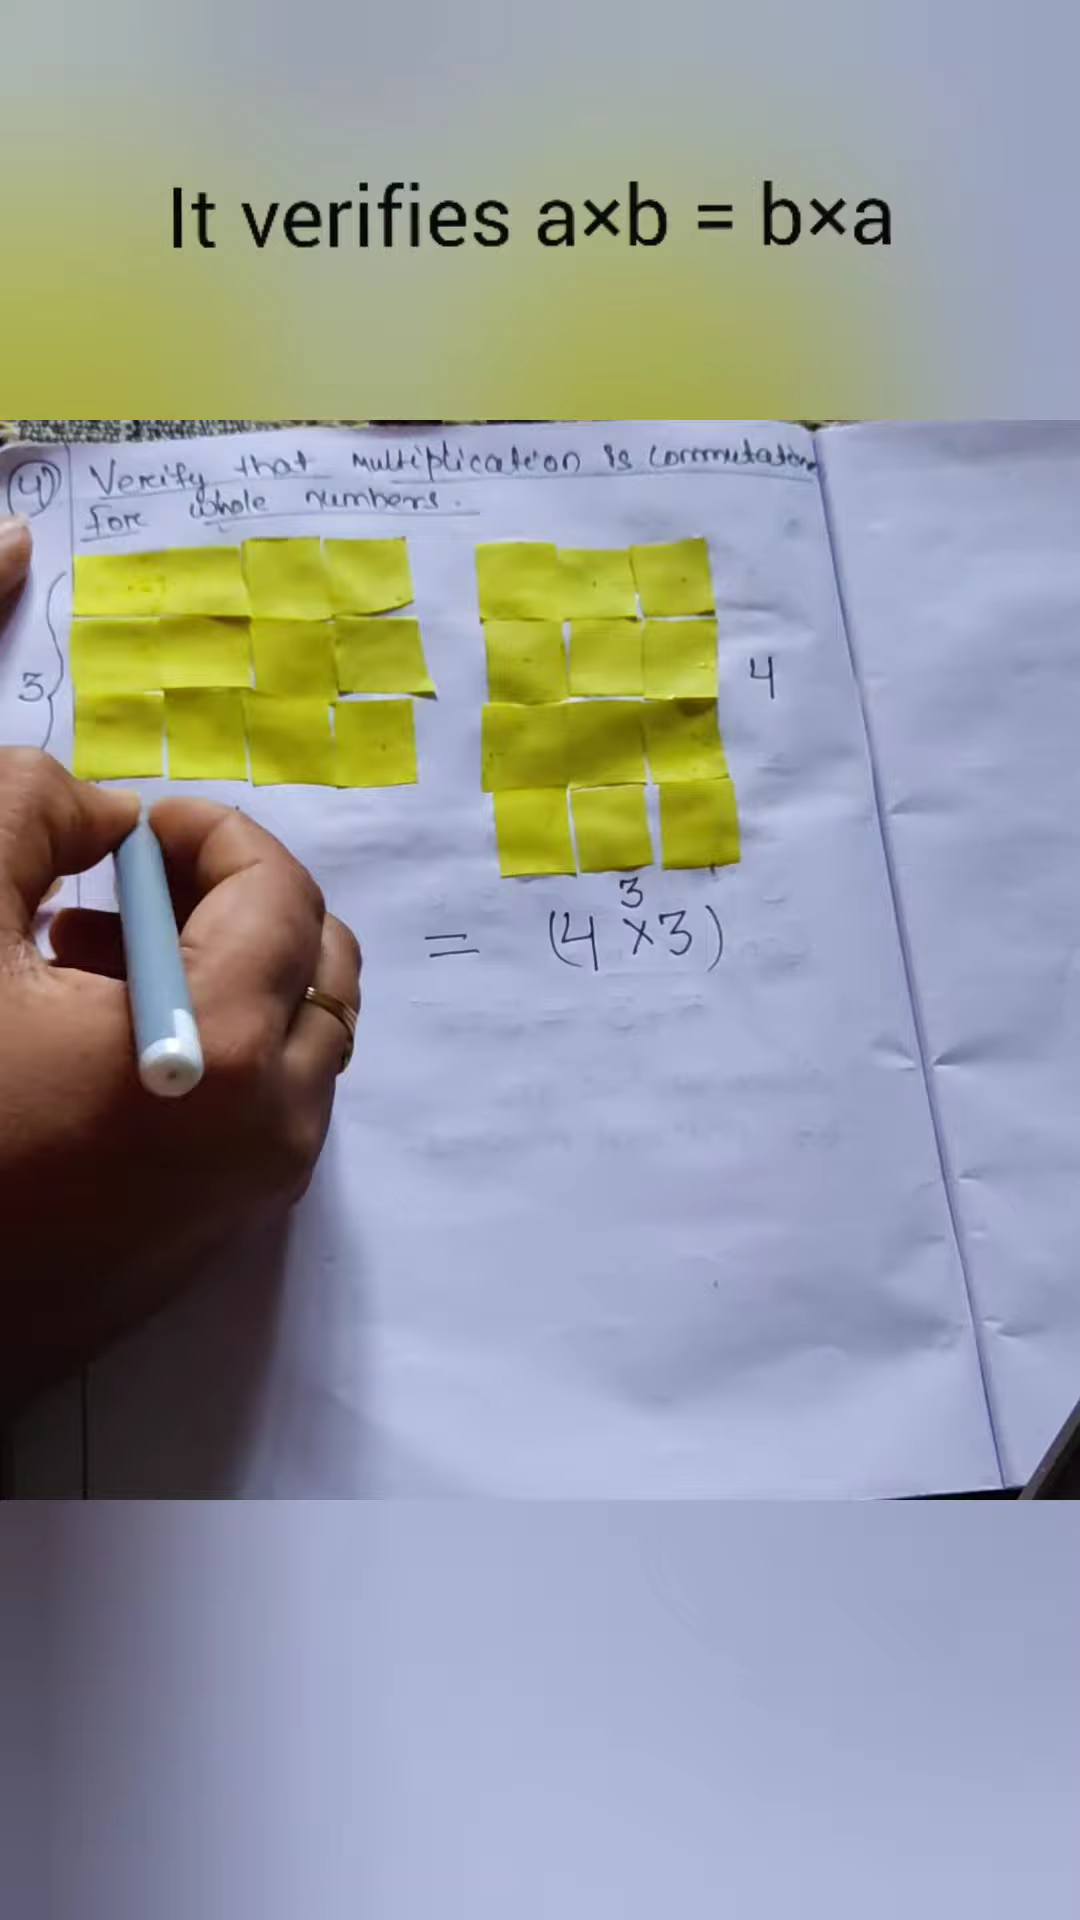 It verifies a×b = b×a
(4) Verify that Multiplication is commutative
for whole numbers.
3
4
3
= (4×3)